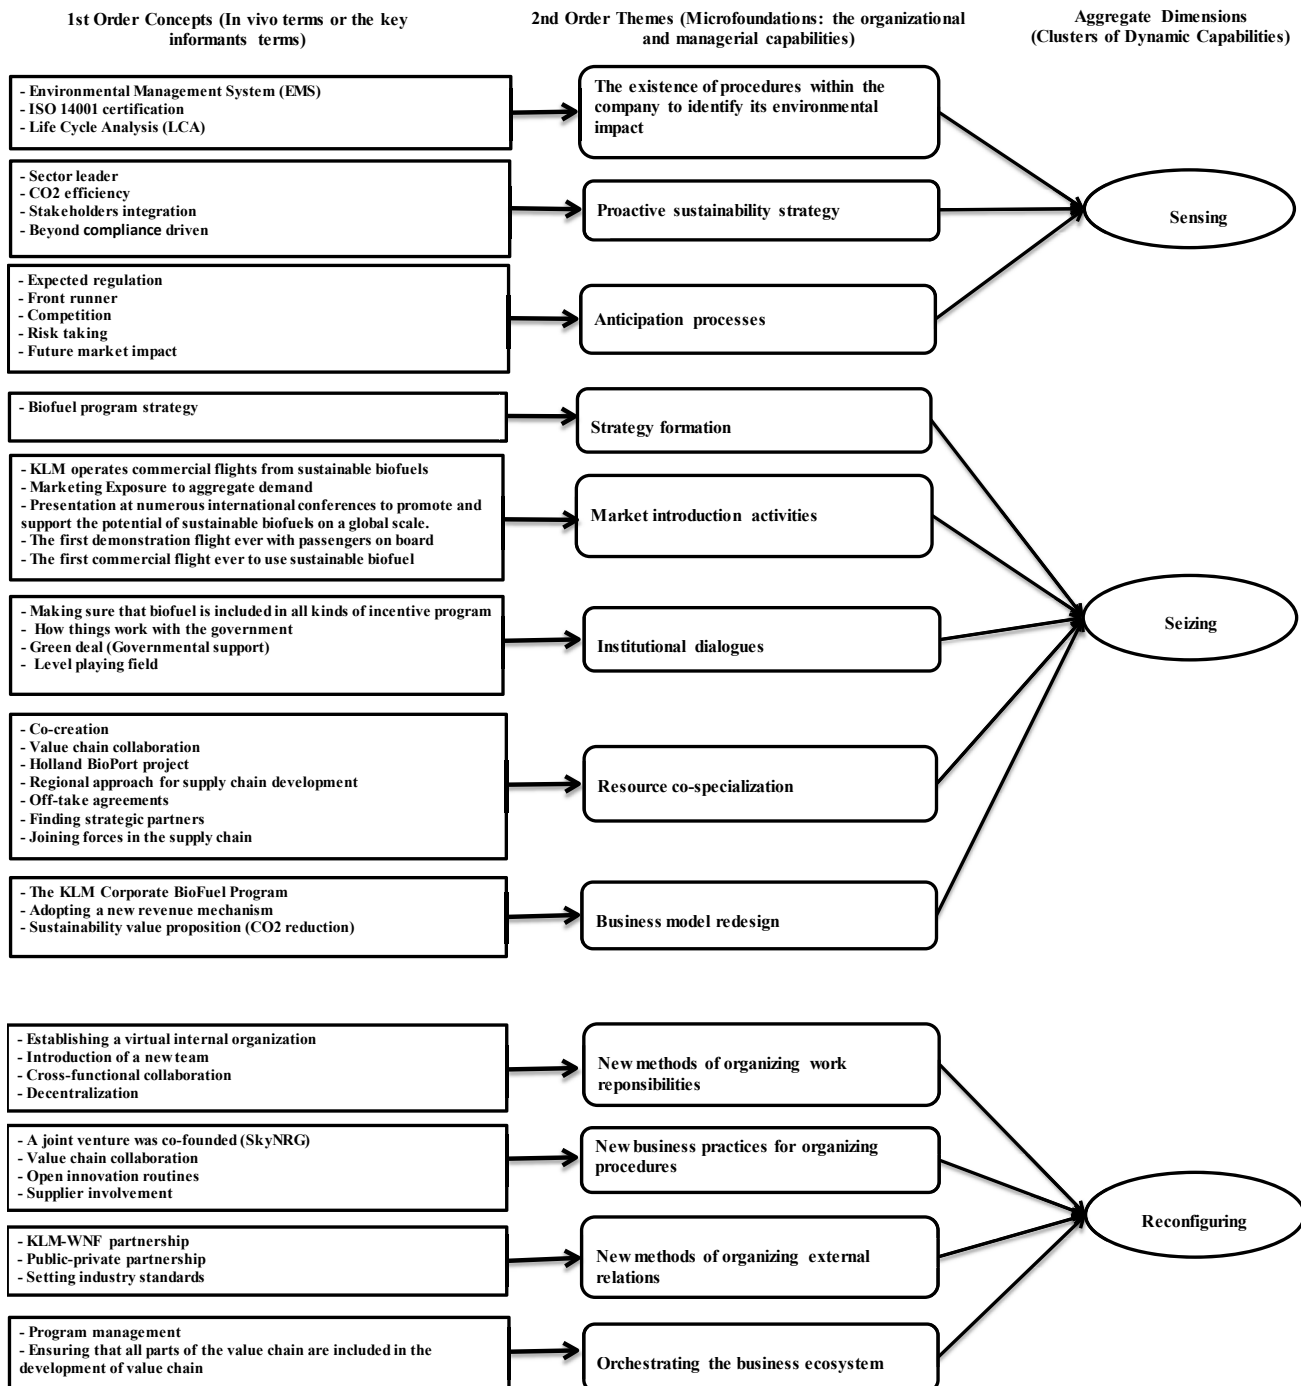 1st Order Concepts (In vivo terms or the key
informants terms)
2nd Order Themes (Microfoundations: the organizational
and managerial capabilities)
Aggregate Dimensions
(Clusters of Dynamic Capabilities)
- Environmental Management System (EMS)
- ISO 14001 certification
- Life Cycle Analysis (LCA)
The existence of procedures within the
company to identify its environmental
impact
- Sector leader
- CO2 efficiency
- Stakeholders integration
- Beyond compliance driven
Proactive sustainability strategy
Sensing
- Expected regulation
- Front runner
- Competition
- Risk taking
- Future market impact
Anticipation processes
- Biofuel program strategy
Strategy formation
- KLM operates commercial flights from sustainable biofuels
- Marketing Exposure to aggregate demand
- Presentation at numerous international conferences to promote and
support the potential of sustainable biofuels on a global scale.
- The first demonstration flight ever with passengers on board
- The first commercial flight ever to use sustainable biofuel
Market introduction activities
- Making sure that biofuel is included in all kinds of incentive program
- How things work with the government
- Green deal (Governmental support)
- Level playing field
Institutional dialogues
Seizing
- Co-creation
- Value chain collaboration
- Holland BioPort project
- Regional approach for supply chain development
- Off-take agreements
- Finding strategic partners
- Joining forces in the supply chain
Resource co-specialization
- The KLM Corporate BioFuel Program
- Adopting a new revenue mechanism
- Sustainability value proposition (CO2 reduction)
Business model redesign
- Establishing a virtual internal organization
- Introduction of a new team
- Cross-functional collaboration
- Decentralization
New methods of organizing work
reponsibilities
- A joint venture was co-founded (SkyNRG)
- Value chain collaboration
- Open innovation routines
- Supplier involvement
New business practices for organizing
procedures
Reconfiguring
- KLM-WNF partnership
- Public-private partnership
- Setting industry standards
New methods of organizing external
relations
- Program management
- Ensuring that all parts of the value chain are included in the
development of value chain
Orchestrating the business ecosystem